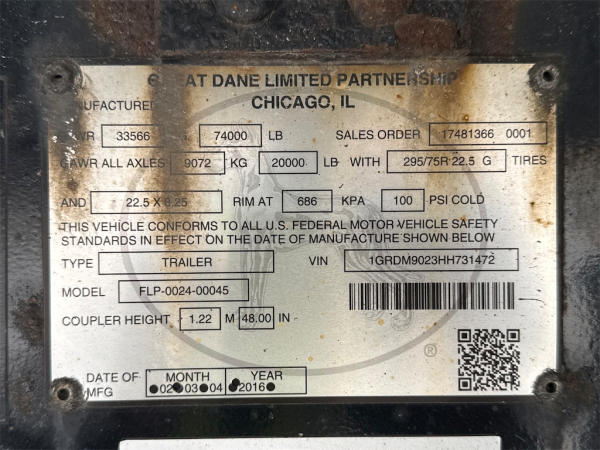 DANE LIMITED PARTNERSHIP
CHICAGO, IL
33566 74000 LB SALES ORDER 17481366 0001
GAWR ALL AXLES 9072 KG 20000 LB WITH 295/75R 22.5 G TIRES
AND 22.5 X 8.25 RIM AT 686 KPA 100 PSI COLD
THIS VEHICLE CONFORMS TO ALL U.S. FEDERAL MOTOR VEHICLE SAFETY
STANDARDS IN EFFECT ON THE DATE OF MANUFACTURE SHOWN BELOW
TYPE TRAILER VIN 1GRDM9023HH731472
MODEL FLP-0024-00045
COUPLER HEIGHT 1.22 M 48.00 IN
®
DATE OF MFG MONTH YEAR
02 03 04 2016